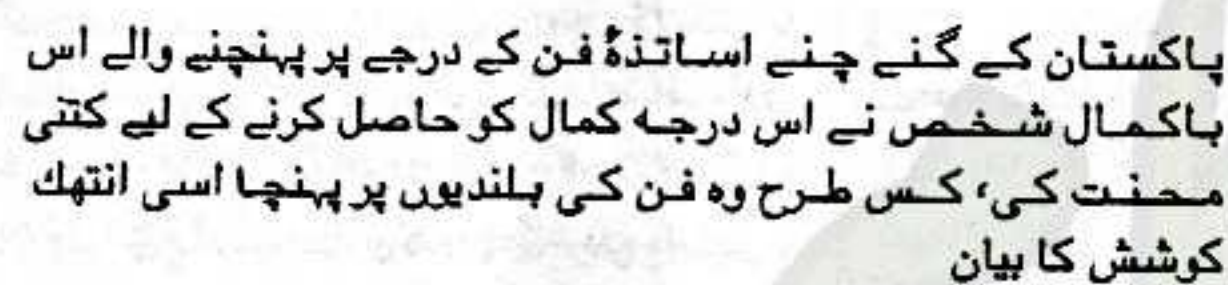 پاکستان کے گنے چنے اساتذۂ فن کے درجے پر پہنچنے والے اس
باکمال شخص نے اس درجہ کمال کو حاصل کرنے کے لیے کتنی
محنت کی، کس طرح وہ فن کی بلندیوں پر پہنچا اسی انتھک
کوشش کا بیان